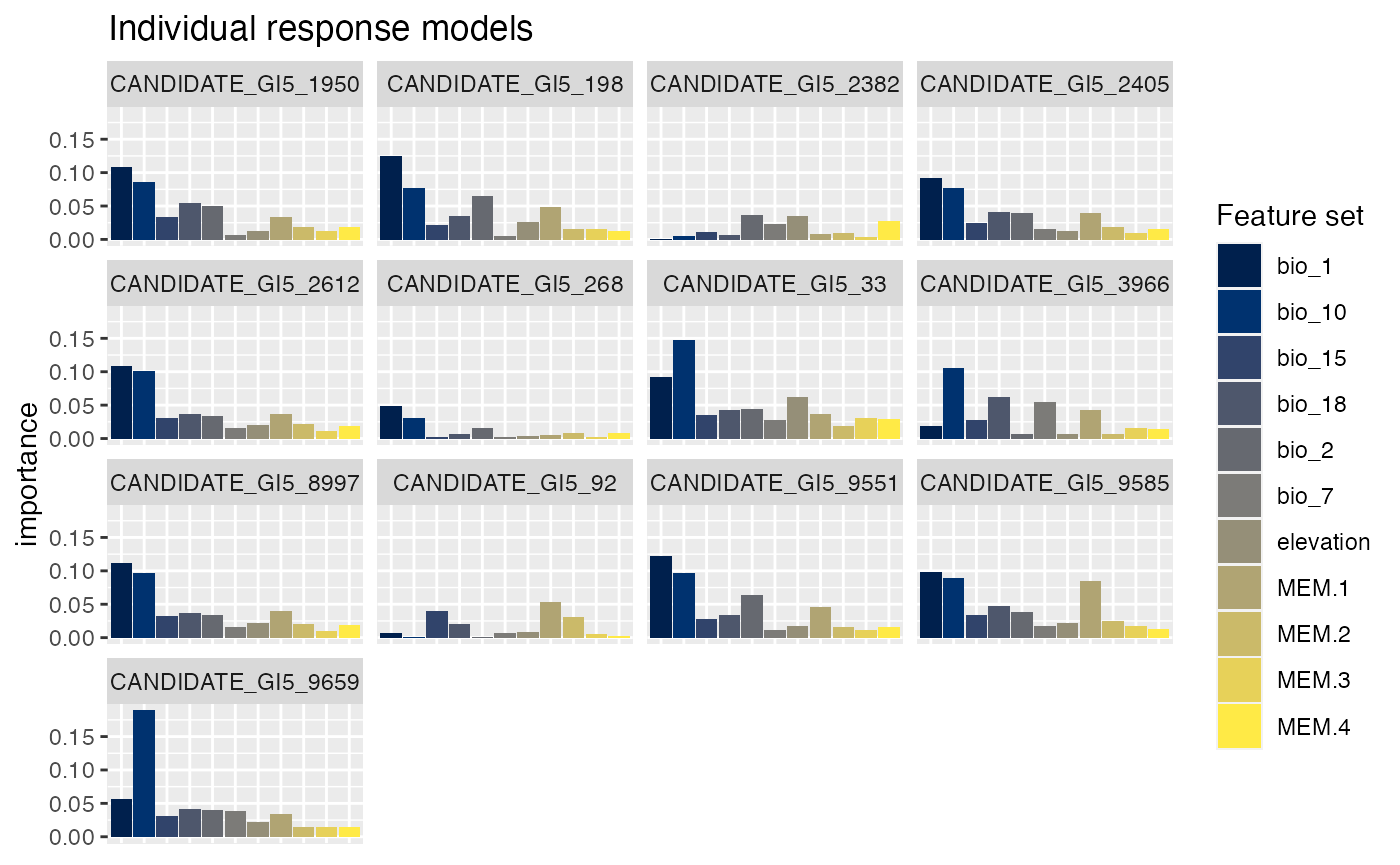 Individual response models
CANDIDATE_GI5_1950 CANDIDATE_GI5_198 CANDIDATE_GI5_2382 CANDIDATE_GI5_2405
0.15
0.10
0.05
0.00
CANDIDATE_GI5_2612 CANDIDATE_GI5_268 CANDIDATE_GI5_33 CANDIDATE_GI5_3966
0.15
0.10
0.05
0.00
CANDIDATE_GI5_8997 CANDIDATE_GI5_92 CANDIDATE_GI5_9551 CANDIDATE_GI5_9585
0.15
0.10
0.05
0.00
CANDIDATE_GI5_9659
0.15
0.10
0.05
0.00
importance
Feature set
bio_1
bio_10
bio_15
bio_18
bio_2
bio_7
elevation
MEM.1
MEM.2
MEM.3
MEM.4